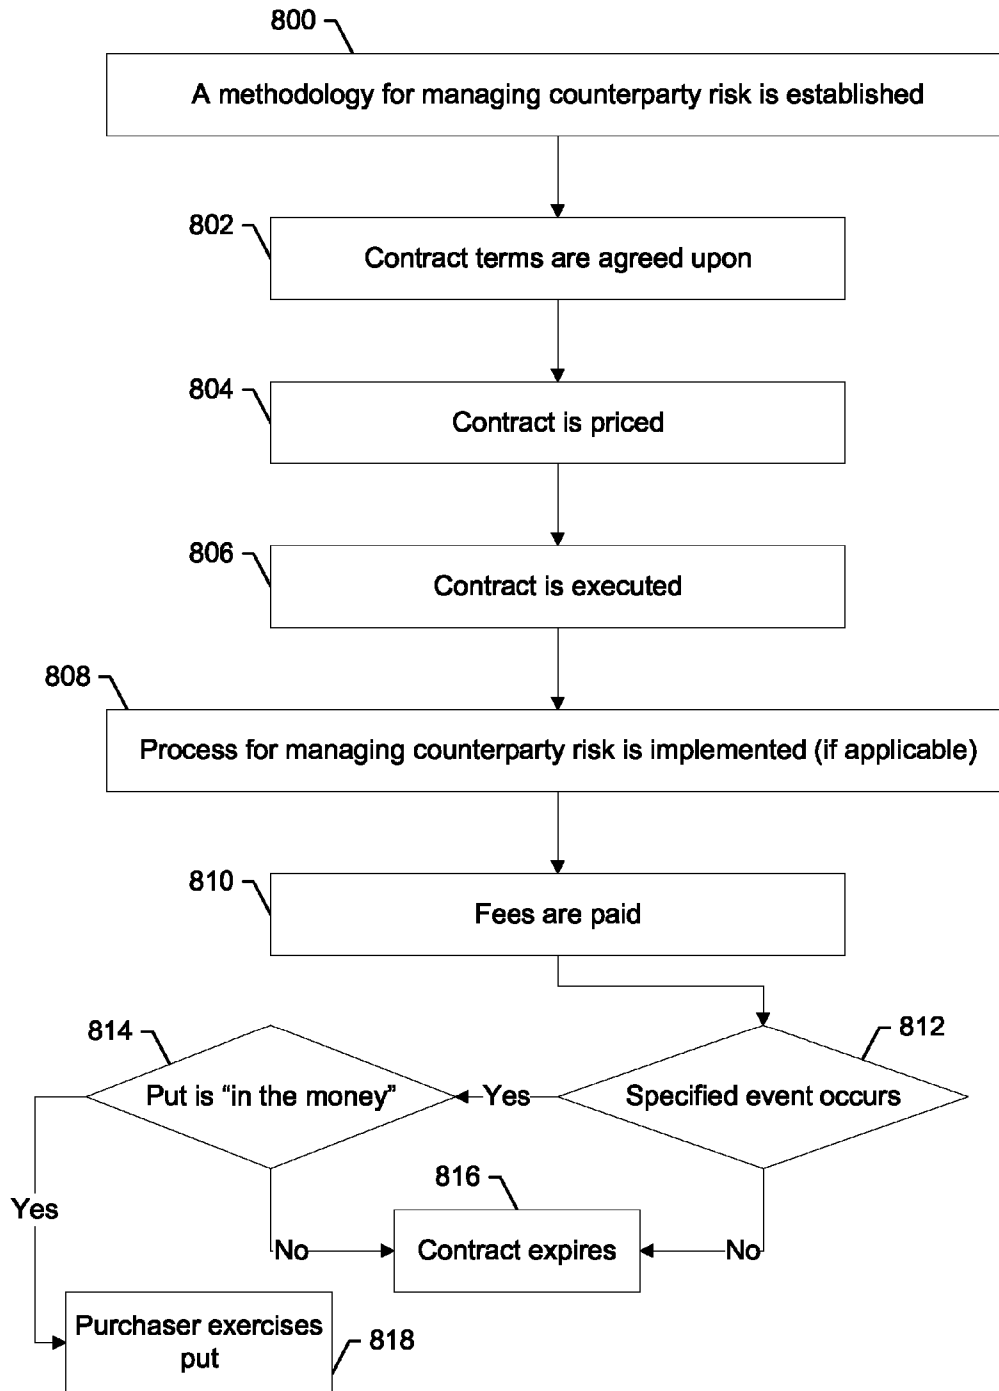 800
A methodology for managing counterparty risk is established
802
Contract terms are agreed upon
804
Contract is priced
806
Contract is executed
808
Process for managing counterparty risk is implemented (if applicable)
810
Fees are paid
814
812
Put is “in the money”
Yes
Specified event occurs
816
Yes
No
Contract expires
No
Purchaser exercises
put
818